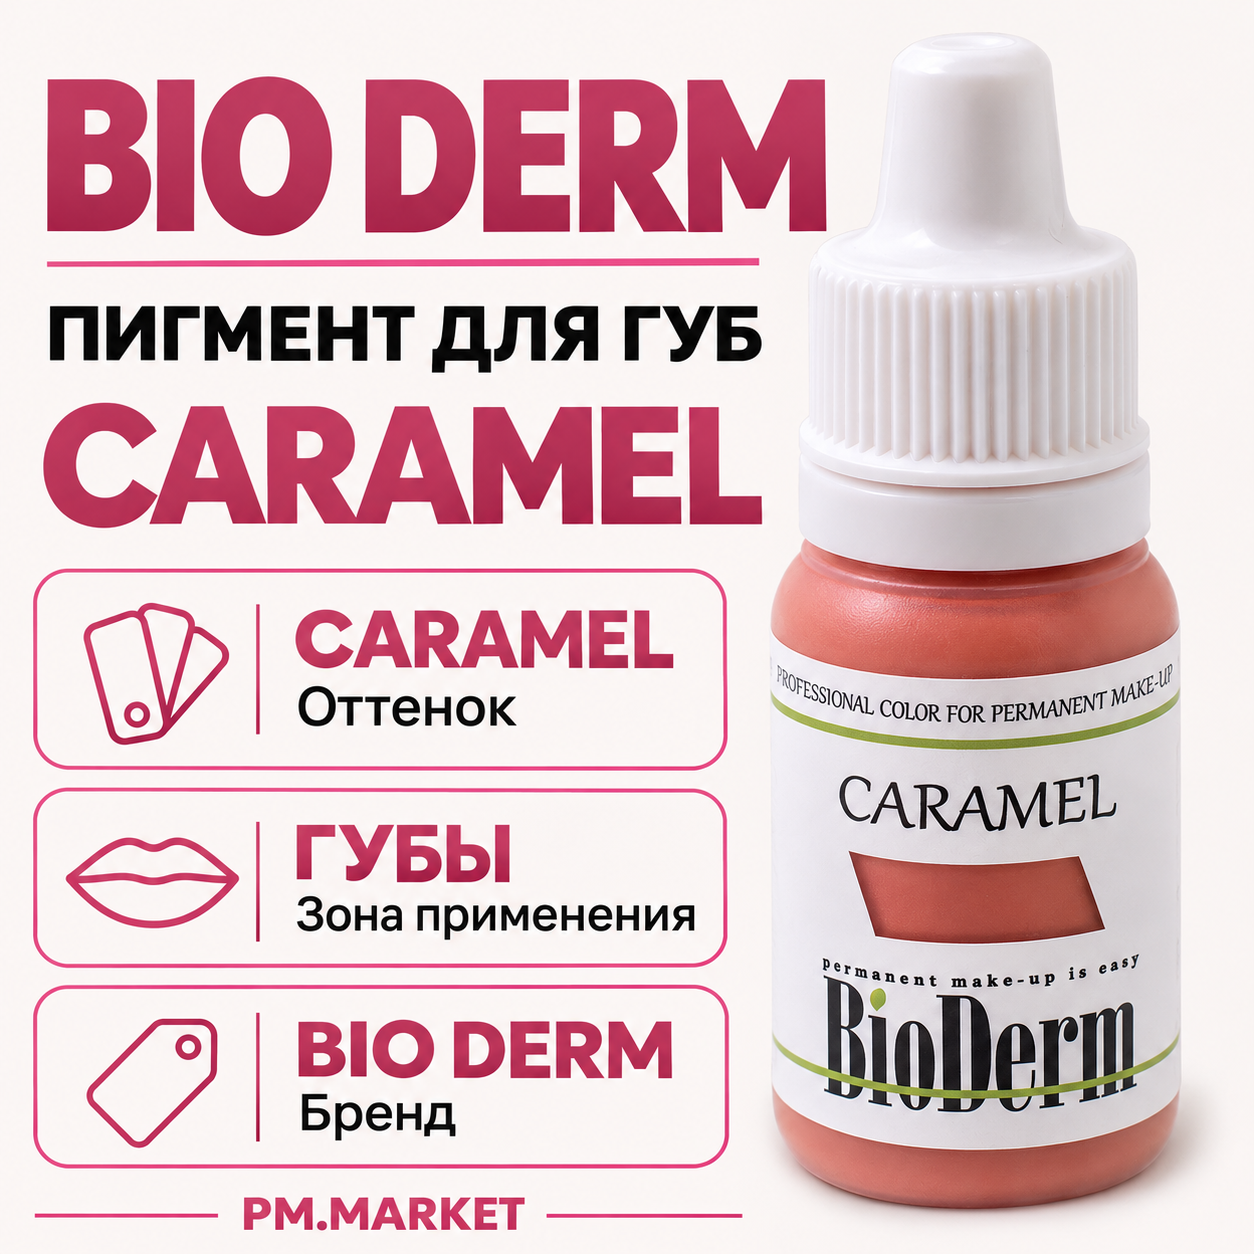 BIO DERM
ПИГМЕНТ ДЛЯ ГУБ
CARAMEL
CARAMEL
Оттенок
ГУБЫ
Зона применения
BIO DERM
Бренд
PM.MARKET
PROFESSIONAL COLOR FOR PERMANENT MAKE-UP
CARAMEL
permanent make-up is easy
BioDerm